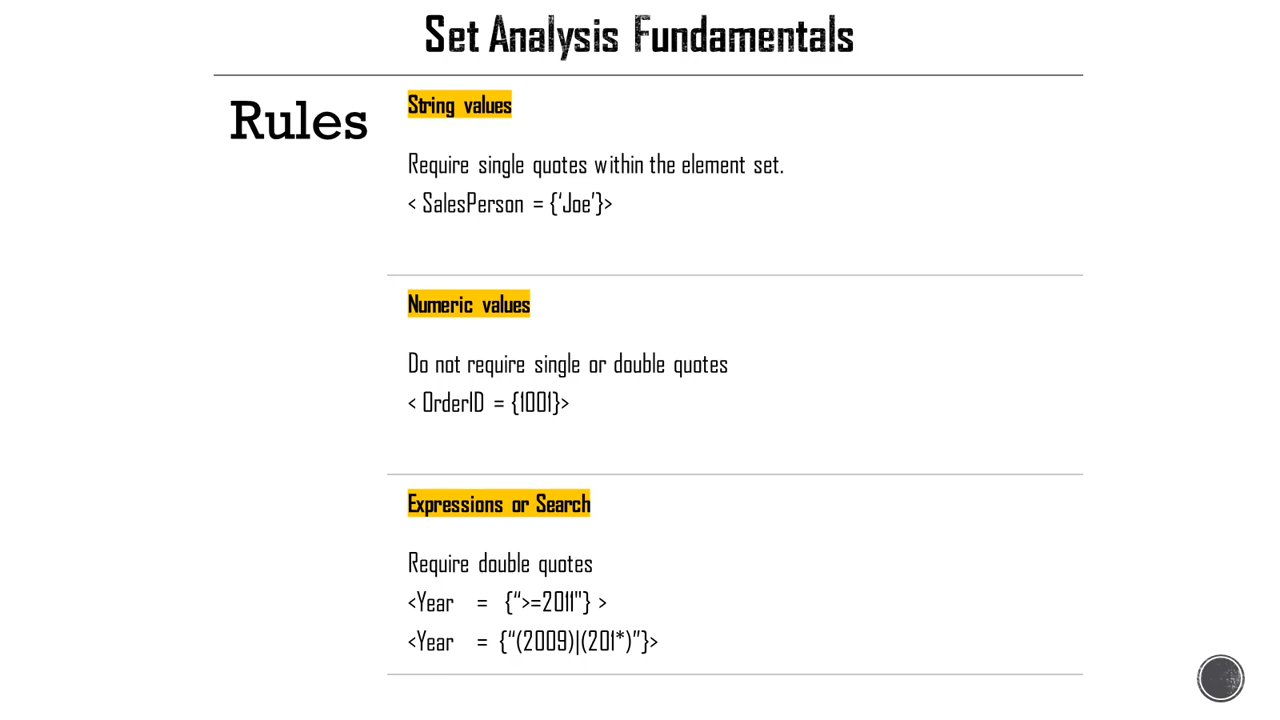 Set Analysis Fundamentals
Rules
String values
Require single quotes within the element set.
< SalesPerson = {‘Joe’}>
Numeric values
Do not require single or double quotes
< OrderID = {1001}>
Expressions or Search
Require double quotes
<Year = {“>=2011"} >
<Year = {“(2009)|(201*)”}>